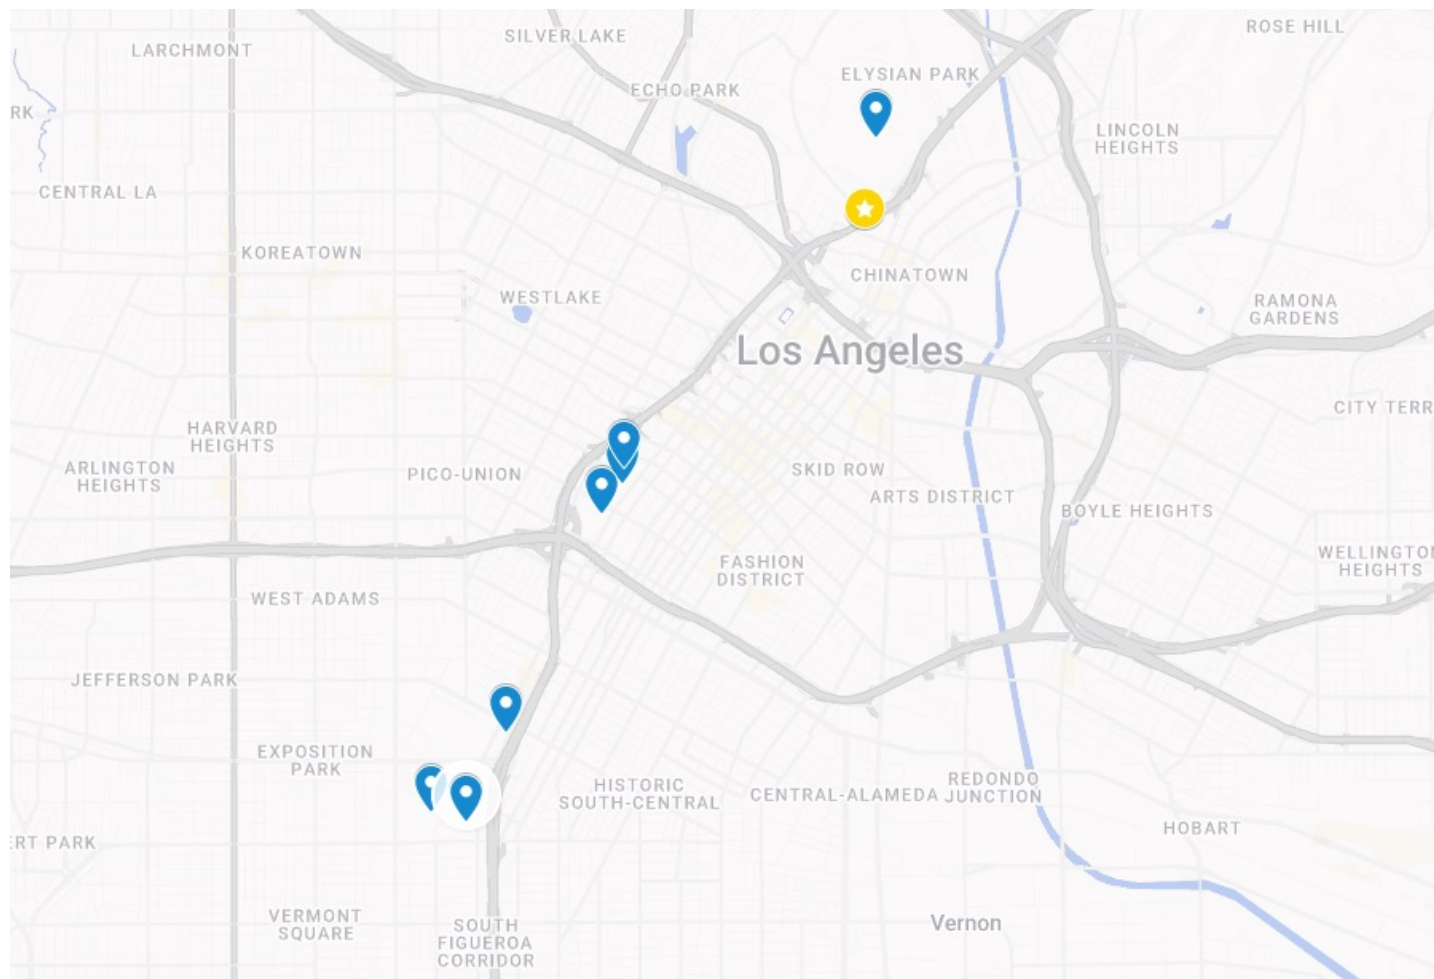 ROSE HILL
SILVER LAKE
LARCHMONT
ELYSIAN PARK
ECHO PARK
RK
LINCOLN
HEIGHTS
CENTRAL LA
KOREATOWN
CHINATOWN
WESTLAKE
RAMONA
GARDENS
Los Angeles
CITY TERR
HARVARD
HEIGHTS
ARLINGTON
HEIGHTS
PICO-UNION
SKID ROW
ARTS DISTRICT
BOYLE HEIGHTS
FASHION
DISTRICT
WELLINGTON
HEIGHTS
WEST ADAMS
JEFFERSON PARK
EXPOSITION
PARK
HISTORIC
SOUTH-CENTRAL
CENTRAL-ALAMEDA
REDONDO
JUNCTION
HOBART
ERT PARK
VERMONT
SQUARE
SOUTH
FIGUEROA
CORRIDOR
Vernon